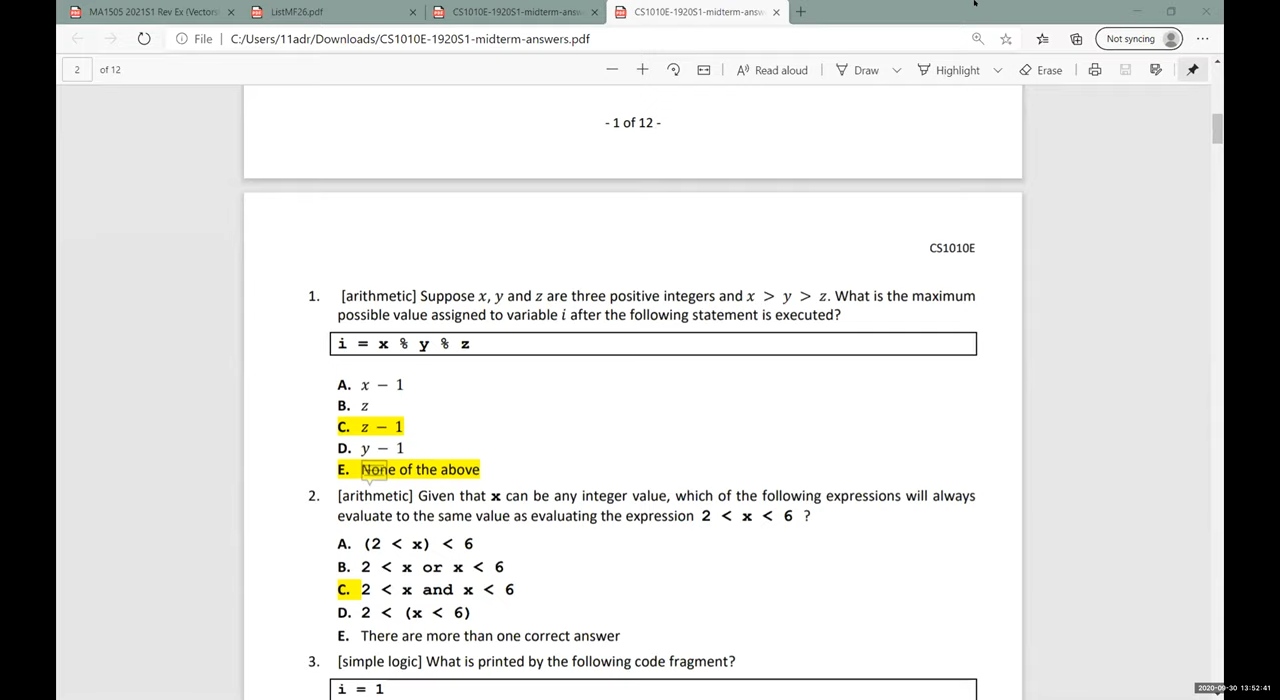 MA1505 2021S1 Rev Ex (Vectors
ListMF26.pdf
CS1010E-1920S1-midterm-answ
CS1010E-1920S1-midterm-answ
File
C:/Users/11adr/Downloads/CS1010E-1920S1-midterm-answers.pdf
Not syncing
2 of 12
Read aloud
Draw
Highlight
Erase
- 1 of 12 -
CS1010E
1. [arithmetic] Suppose x, y and z are three positive integers and x > y > z. What is the maximum
possible value assigned to variable i after the following statement is executed?
i = x % y % z
A. x − 1
B. z
C. z − 1
D. y − 1
E. None of the above
2. [arithmetic] Given that x can be any integer value, which of the following expressions will always
evaluate to the same value as evaluating the expression 2 < x < 6 ?
A. (2 < x) < 6
B. 2 < x or x < 6
C. 2 < x and x < 6
D. 2 < (x < 6)
E. There are more than one correct answer
3. [simple logic] What is printed by the following code fragment?
i = 1
2020-09-30 13:52:41